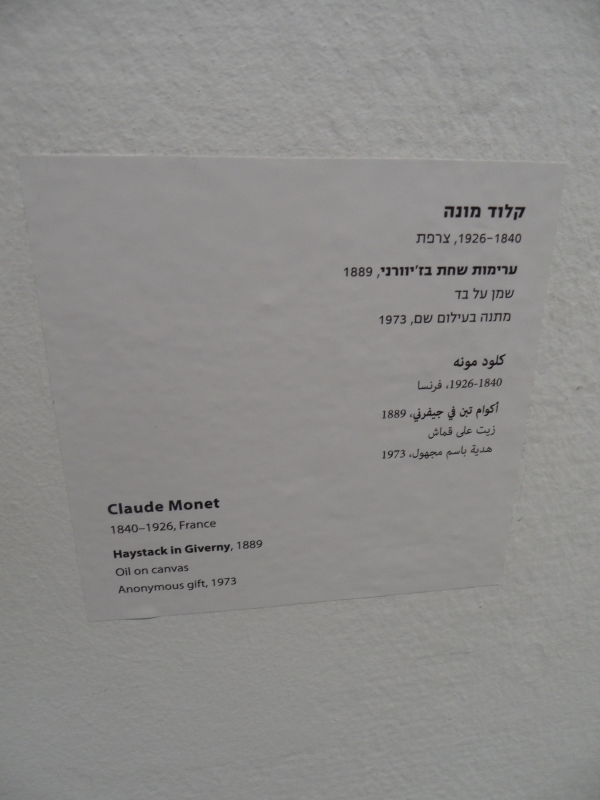 קלוד מונה
1926-1840, צרפת
ערימות שחת בז'יוורני, 1889
שמן על בד
מתנה בעילום שם, 1973
كلود مونه
1926-1840، فرنسا
أكوام تبن في جيفرني، 1889
زيت على قماش
هدية باسم مجهول، 1973
Claude Monet
1840–1926, France
Haystack in Giverny, 1889
Oil on canvas
Anonymous gift, 1973